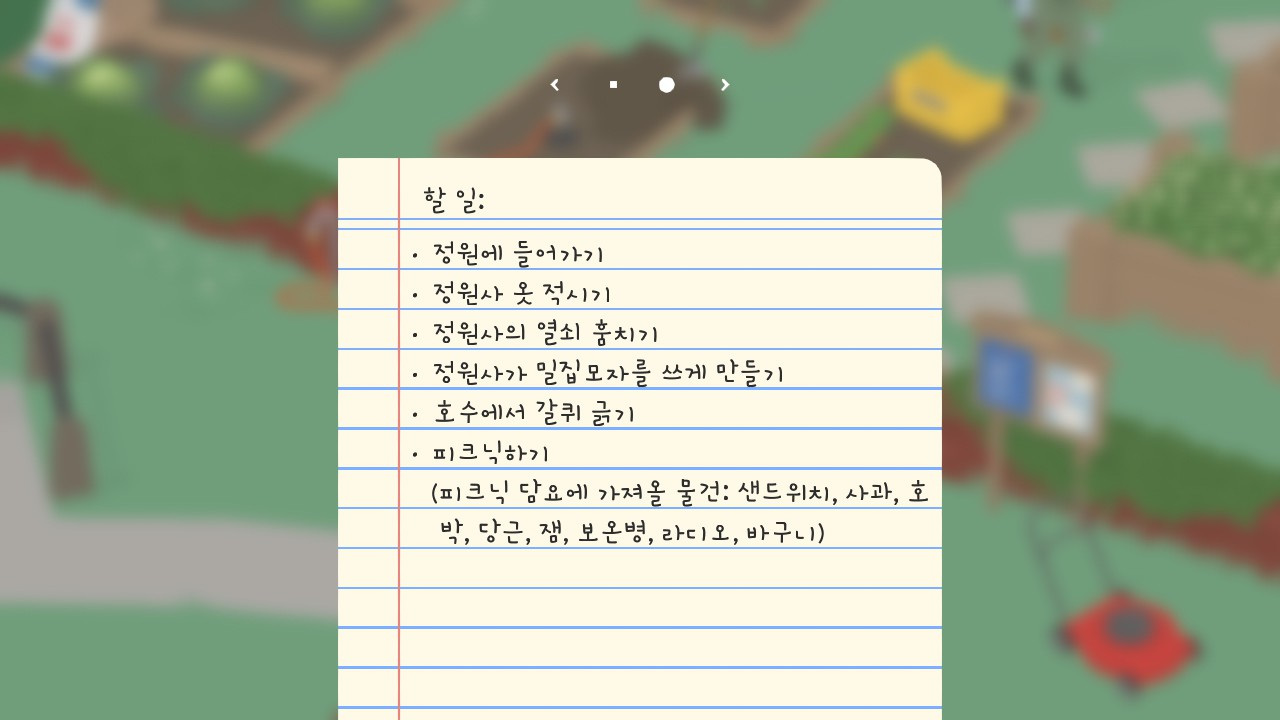 할 일:
· 정원에 들어가기
· 정원사 옷 적시기
· 정원사의 열쇠 훔치기
· 정원사가 밀집모자를 쓰게 만들기
· 호수에서 갈퀴 긁기
· 피크닉하기
(피크닉 담요에 가져올 물건: 샌드위치, 사과, 호
박, 당근, 잼, 보온병, 라디오, 바구니)